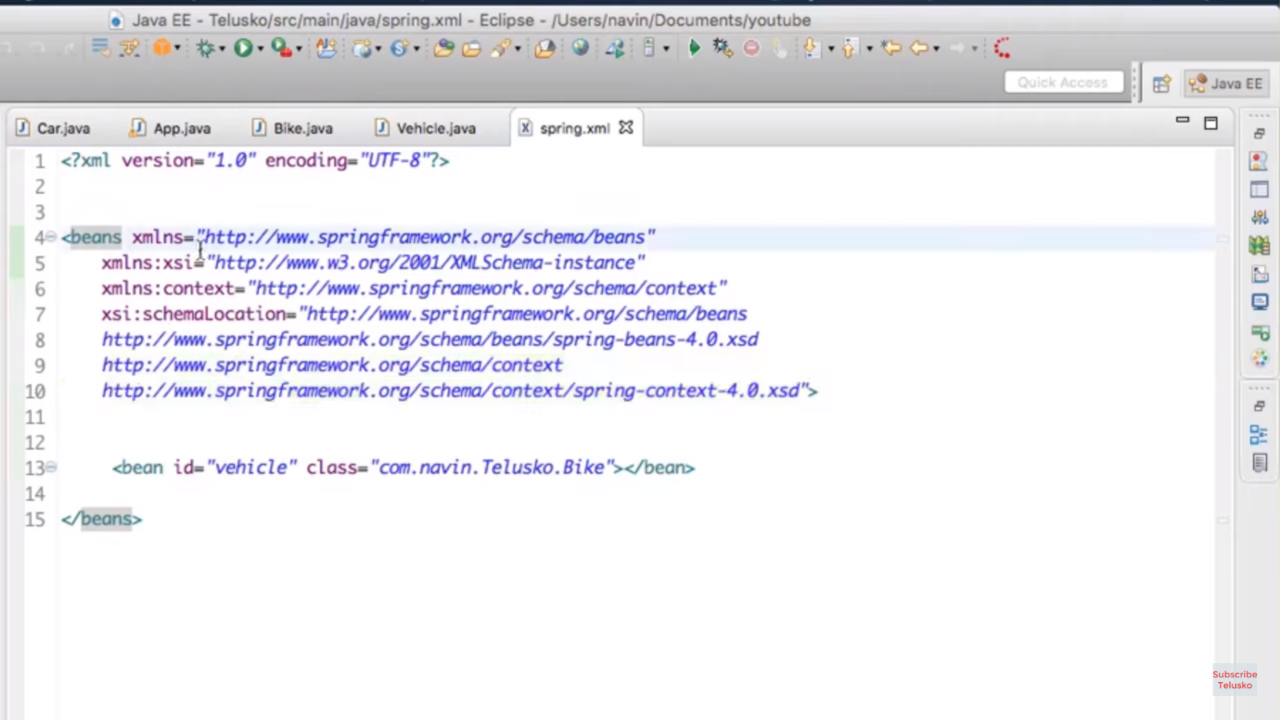 Java EE - Telusko/src/main/java/spring.xml - Eclipse - /Users/navin/Documents/youtube
Quick Access
Java EE
Car.java
App.java
Bike.java
Vehicle.java
spring.xml
1 <?xml version="1.0" encoding="UTF-8"?>
2
3
4 <beans xmlns="http://www.springframework.org/schema/beans"
5 xmlns:xsi="http://www.w3.org/2001/XMLSchema-instance"
6 xmlns:context="http://www.springframework.org/schema/context"
7 xsi:schemaLocation="http://www.springframework.org/schema/beans
8 http://www.springframework.org/schema/beans/spring-beans-4.0.xsd
9 http://www.springframework.org/schema/context
10 http://www.springframework.org/schema/context/spring-context-4.0.xsd">
11
12
13 <bean id="vehicle" class="com.navin.Telusko.Bike"></bean>
14
15 </beans>
Subscribe
Telusko